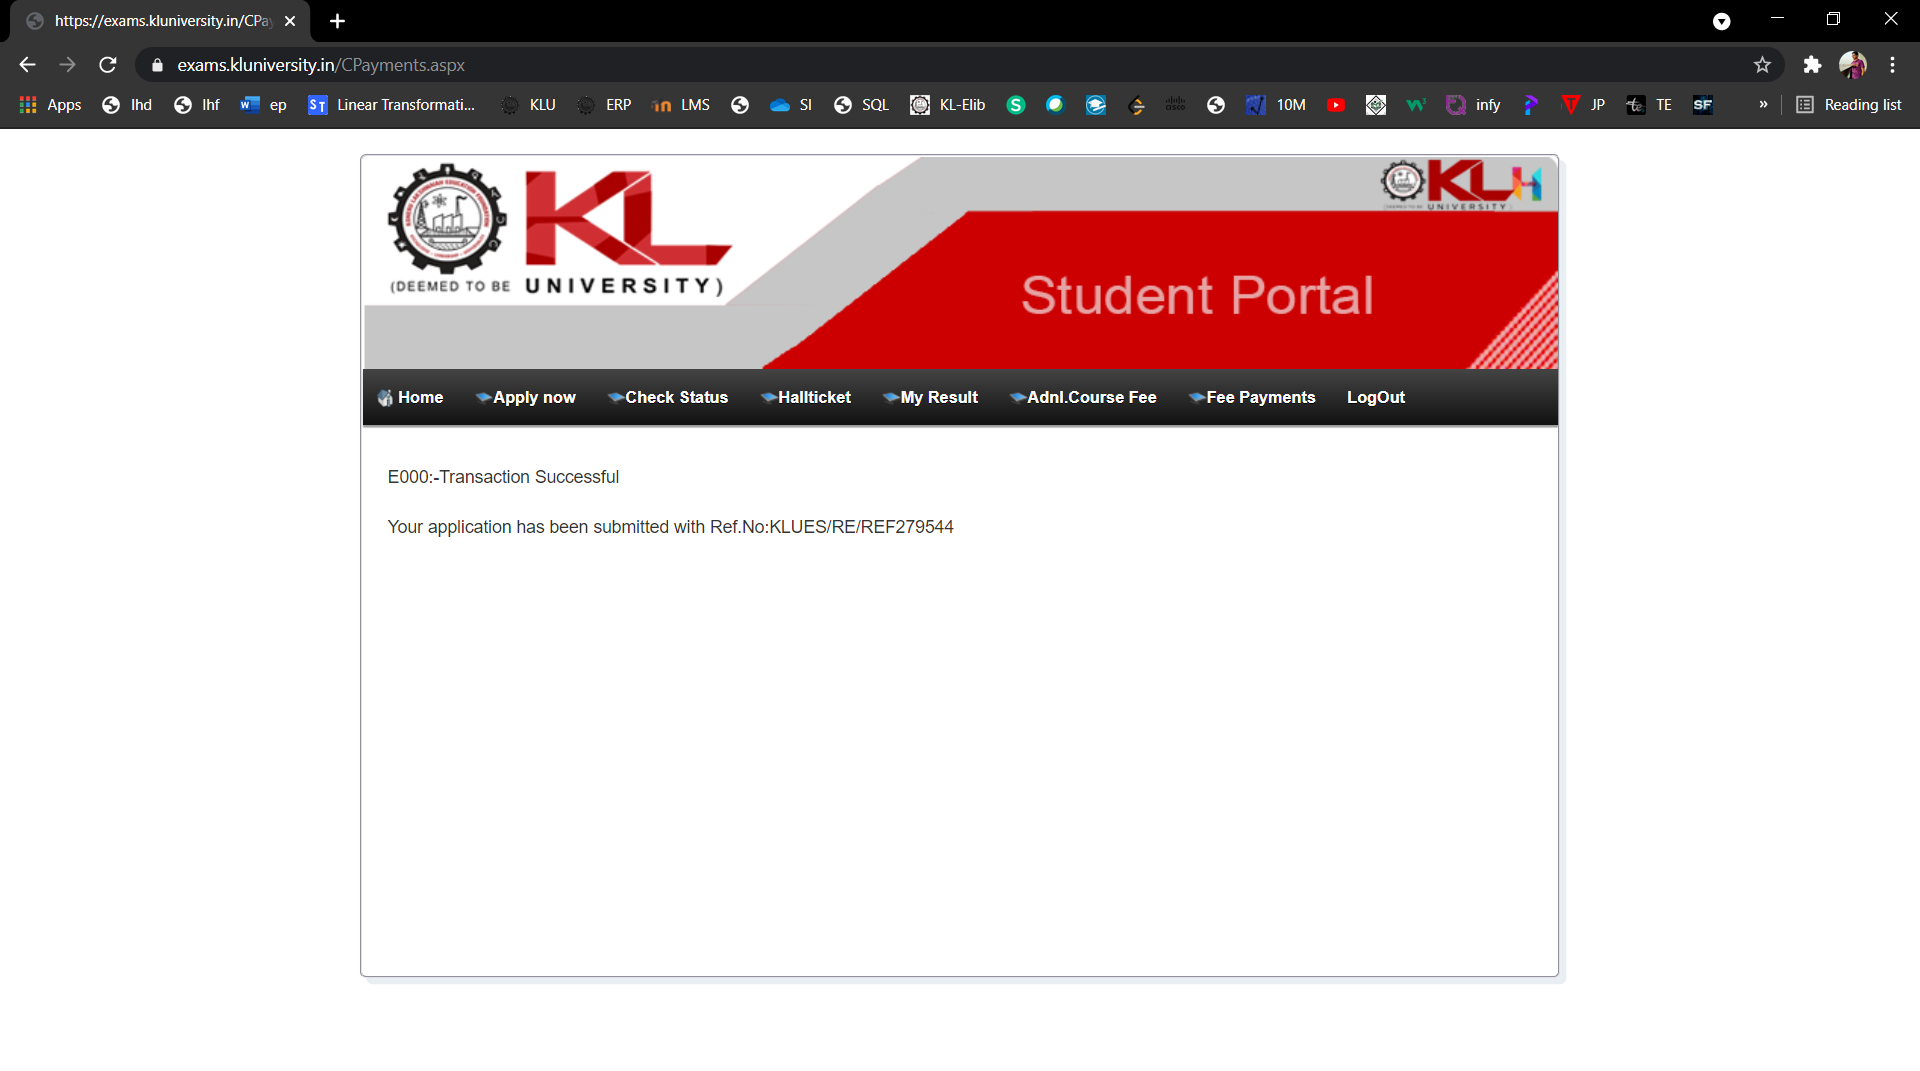 https://exams.kluniversity.in/CPa
exams.kluniversity.in/CPayments.aspx
Apps lhd lhf ep ST Linear Transformati... KLU ERP LMS SI SQL KL-Elib S 10M infy JP TE SF » Reading list
KL
(DEEMED TO BE UNIVERSITY)
KLH
UNIVERSITY)
Student Portal
Home Apply now Check Status Hallticket My Result Adnl.Course Fee Fee Payments LogOut
E000:-Transaction Successful
Your application has been submitted with Ref.No:KLUES/RE/REF279544